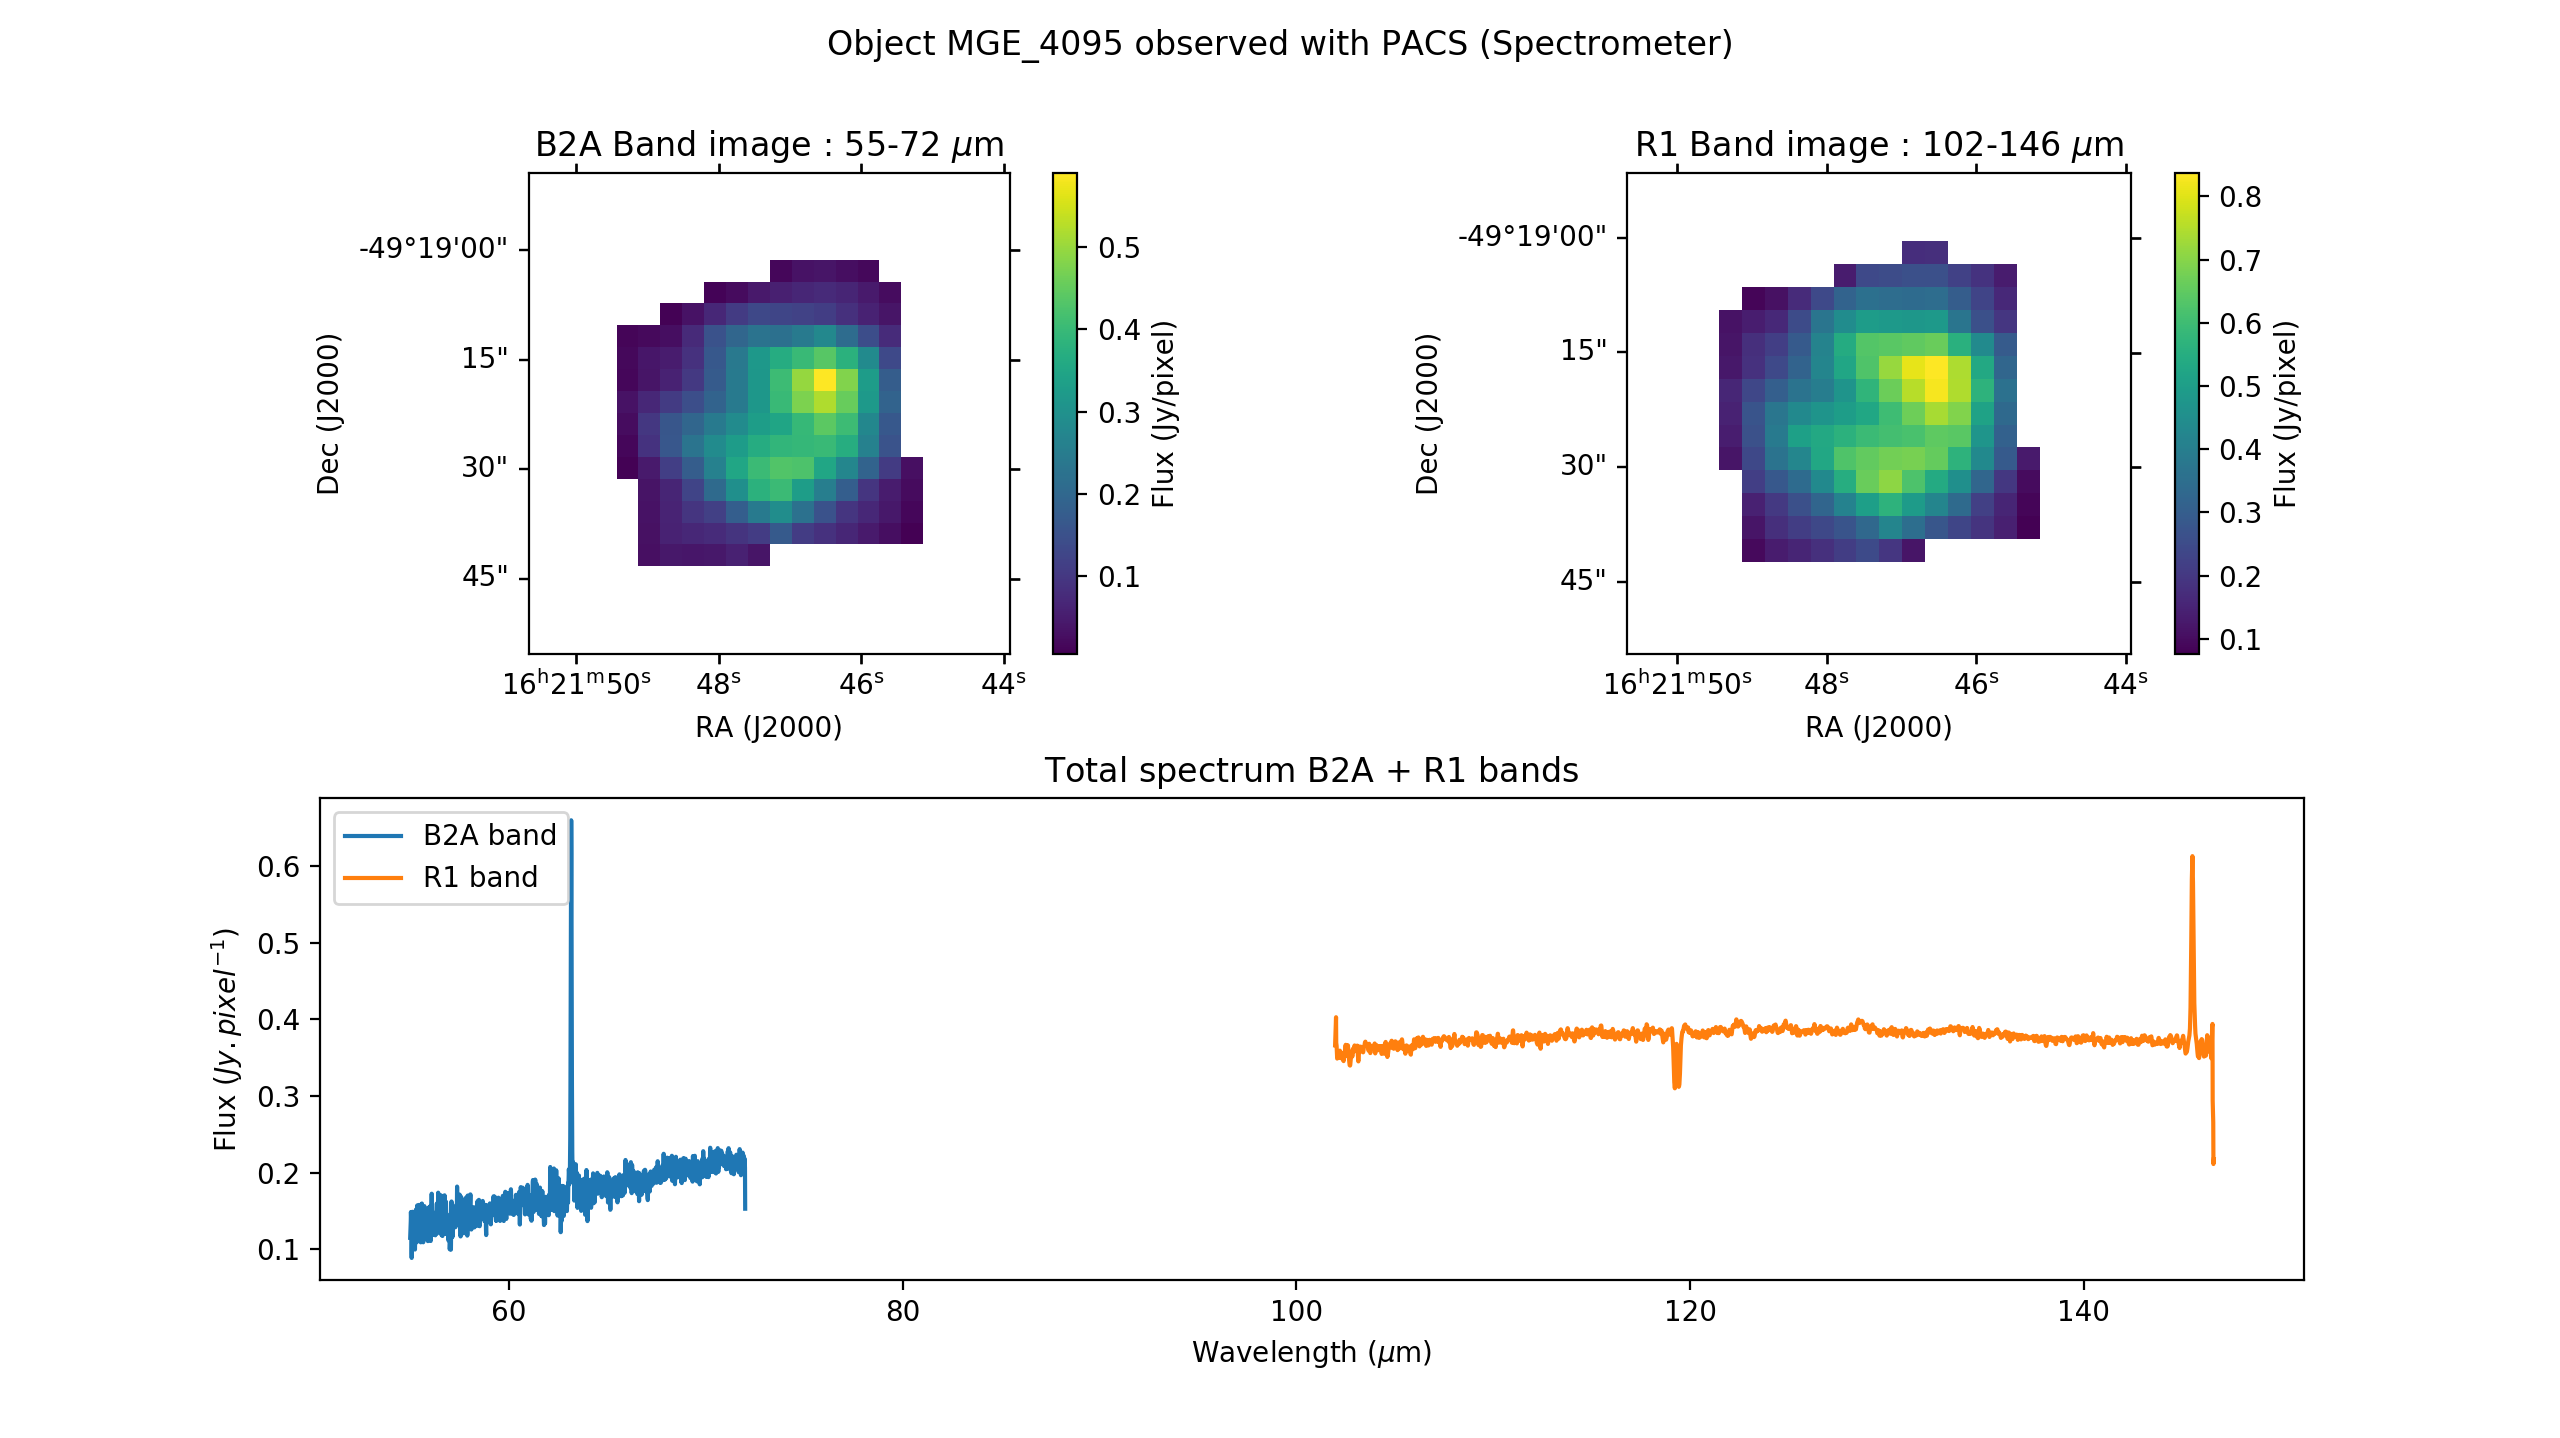 Object MGE_4095 observed with PACS (Spectrometer)
B2A Band image : 55-72 μm
-49°19'00"
15"
30"
45"
Dec (J2000)
16ʰ21ᵐ50ˢ 48ˢ 46ˢ 44ˢ
RA (J2000)
0.5
0.4
0.3
0.2
0.1
Flux (Jy/pixel)
R1 Band image : 102-146 μm
-49°19'00"
15"
30"
45"
Dec (J2000)
16ʰ21ᵐ50ˢ 48ˢ 46ˢ 44ˢ
RA (J2000)
0.8
0.7
0.6
0.5
0.4
0.3
0.2
0.1
Flux (Jy/pixel)
Total spectrum B2A + R1 bands
B2A band
R1 band
0.6
0.5
0.4
0.3
0.2
0.1
Flux (Jy.pixel⁻¹)
60 80 100 120 140
Wavelength (μm)